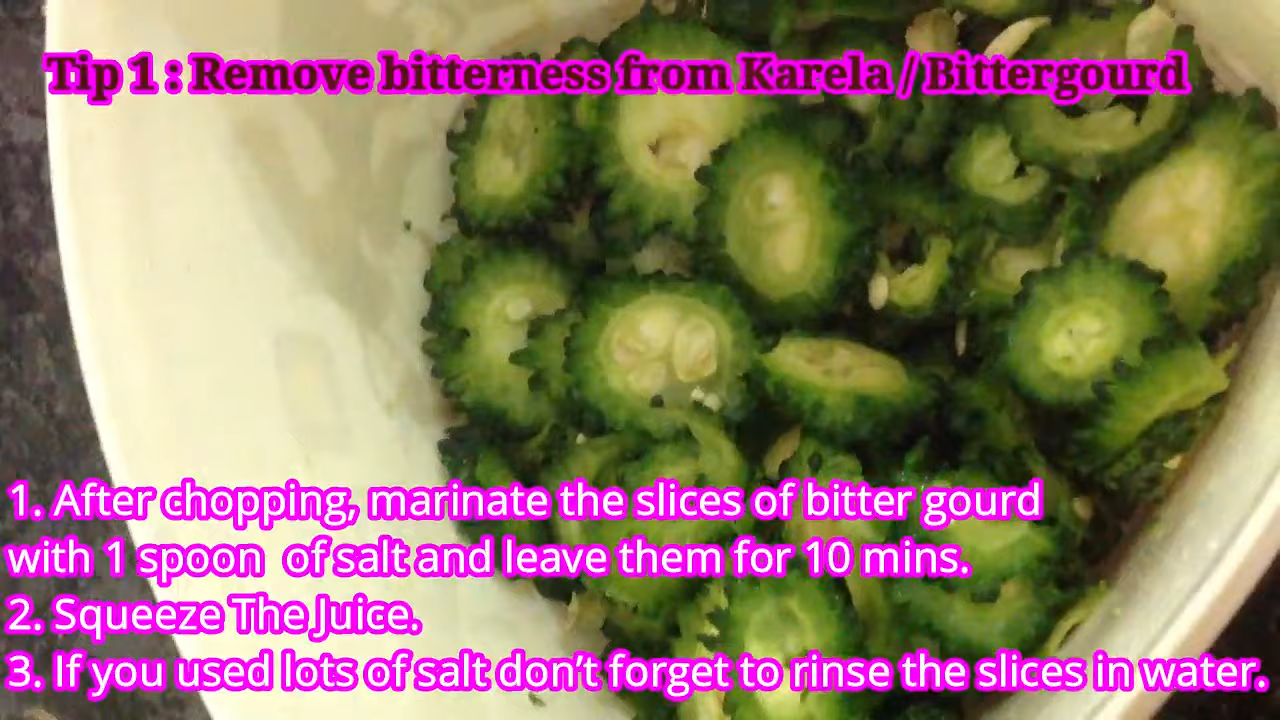 Tip 1 : Remove bitterness from Karela / Bittergourd
1. After chopping, marinate the slices of bitter gourd
with 1 spoon  of salt and leave them for 10 mins.
2. Squeeze The Juice.
3. If you used lots of salt don’t forget to rinse the slices in water.